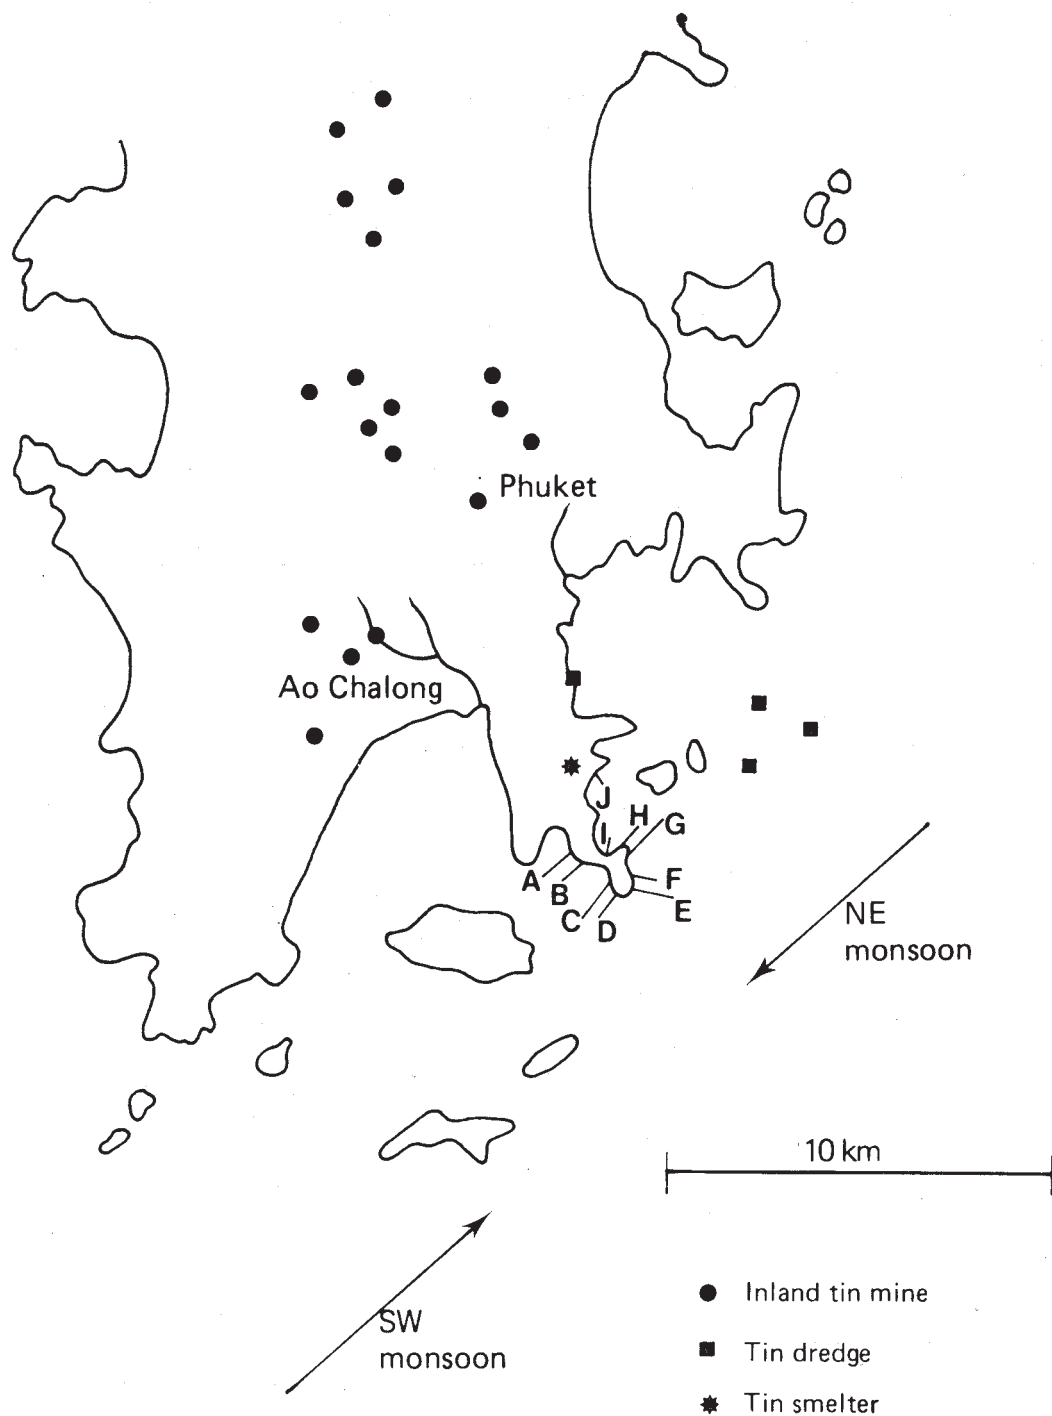 Phuket
Ao Chalong
J
H
G
I
A
B
F
E
C
D
NE
monsoon
10 km
SW
monsoon
Inland tin mine
Tin dredge
Tin smelter